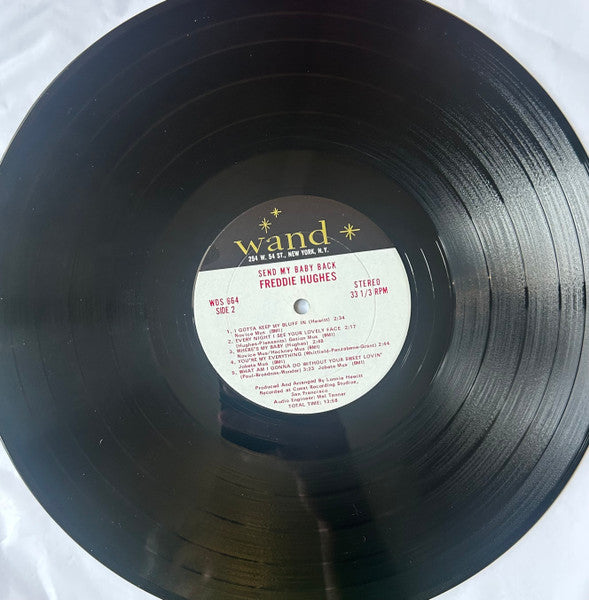 wand
254 W. 54 ST., NEW YORK, N.Y.
SEND MY BABY BACK
FREDDIE HUGHES
WDS 664
SIDE 2
STEREO
33 1/3 RPM
1. I GOTTA KEEP MY BLUFF IN (Hewitt) 2:34
Novice Mus (BMI)
2. EVERY NIGHT I SEE YOUR LOVELY FACE 2:17
(Hughes-Pleasants) Gation Mus (BMI)
3. WHERE'S MY BABY (Hughes) 2:48
Novice Mus/Hackney Mus (BMI)
4. YOU'RE MY EVERYTHING (Whitfield-Penzabene-Grant) 2:44
Jobete Mus (BMI)
5. WHAT AM I GONNA DO WITHOUT YOUR SWEET LOVIN'
(Paul-Broadnax-Wonder) 3:33 Jobete Mus (BMI)
Produced And Arranged By Lonnie Hewitt
Recorded at Coast Recording Studios,
San Francisco
Audio Engineer: Mel Tanner
TOTAL TIME: 13:58